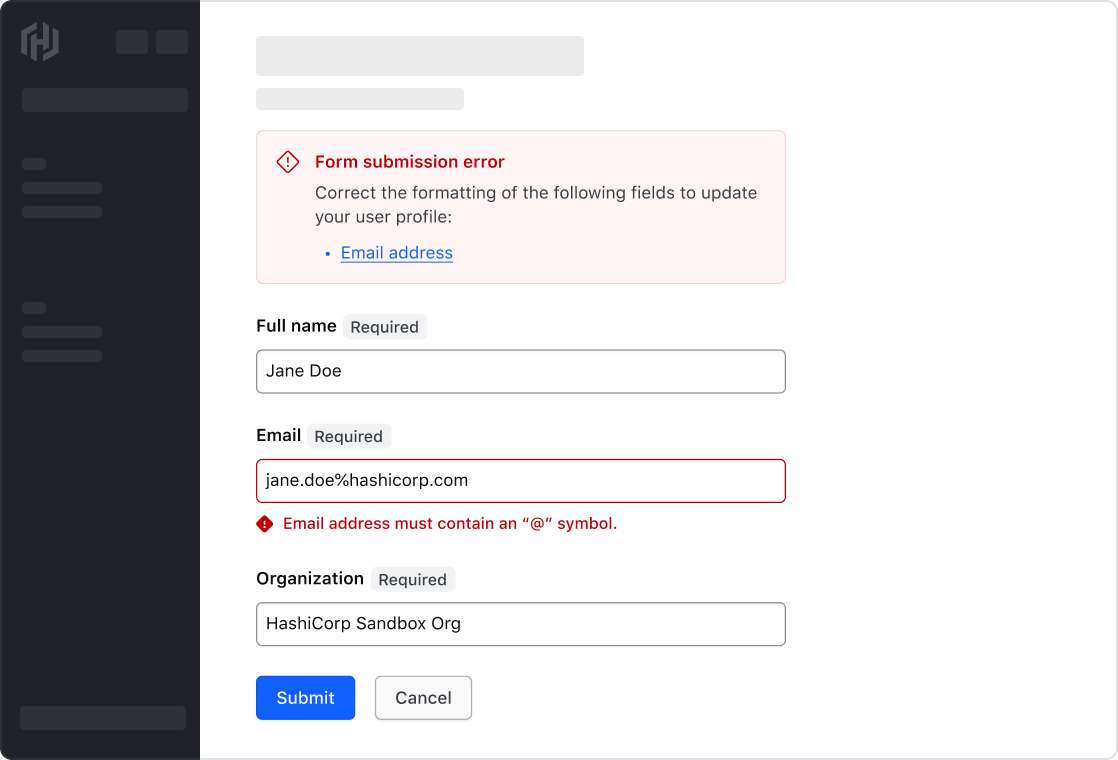 Form submission error
Correct the formatting of the following fields to update
your user profile:
• Email address
Full name Required
Jane Doe
Email Required
jane.doe%hashicorp.com
Email address must contain an “@” symbol.
Organization Required
HashiCorp Sandbox Org
Submit Cancel